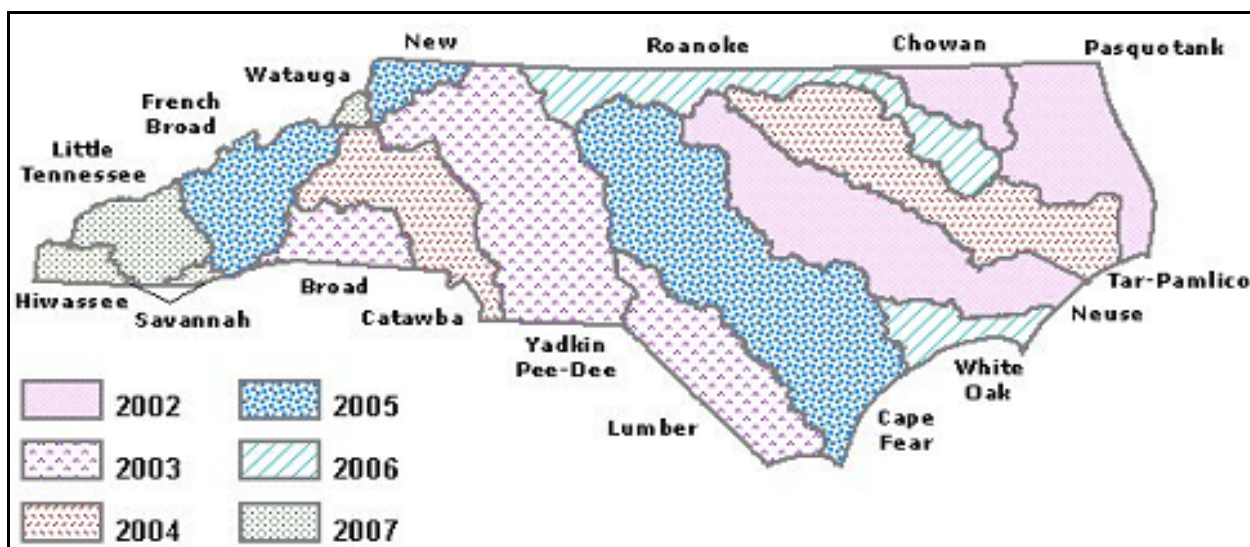 New
Roanoke
Chowan
Pasquotank
Watauga
French
Broad
Little
Tennessee
Hiwassee
Savannah
Broad
Catawba
Yadkin
Pee-Dee
Lumber
Cape
Fear
White
Oak
Neuse
Tar-Pamlico
2002
2005
2003
2006
2004
2007